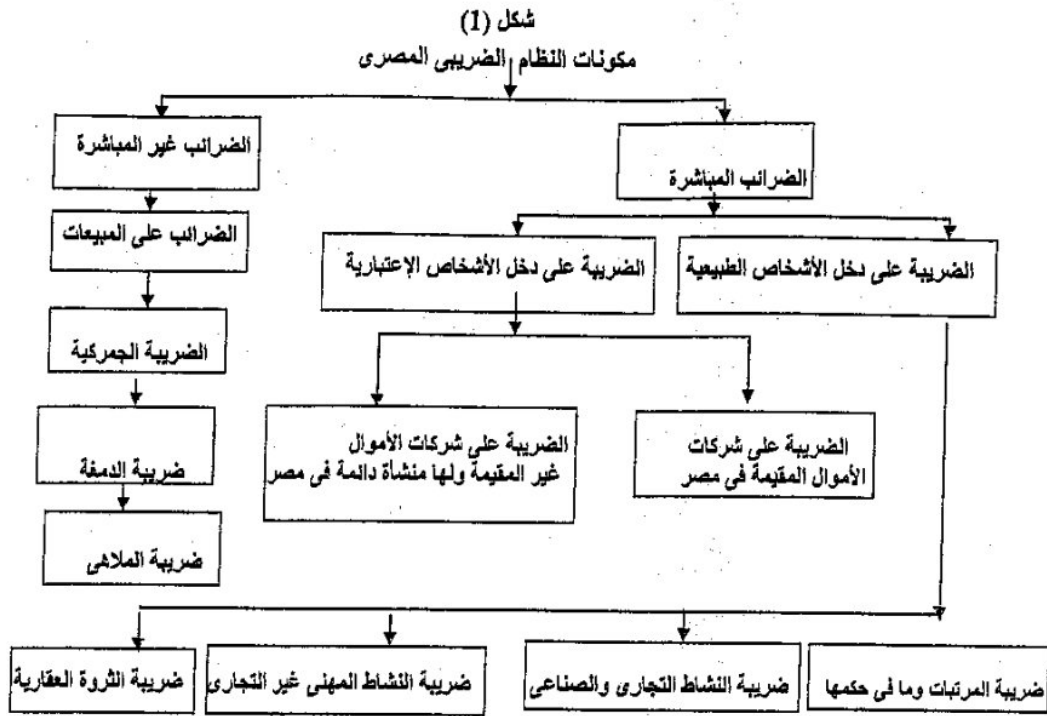 شكل (1)
مكونات النظام الضريبى المصرى
الضرائب المباشرة
الضرائب غير المباشرة
الضريبة على دخل الأشخاص الطبيعية
الضريبة على دخل الأشخاص الإعتبارية
الضرائب على المبيعات
الضريبة الجمركية
الضريبة على شركات
الأموال المقيمة فى مصر
الضريبة على شركات الأموال
غير المقيمة ولها منشأة دائمة فى مصر
ضريبة الدمغة
ضريبة الملاهى
ضريبة المرتبات وما فى حكمها
ضريبة النشاط التجارى والصناعى
ضريبة النشاط المهنى غير التجارى
ضريبة الثروة العقارية